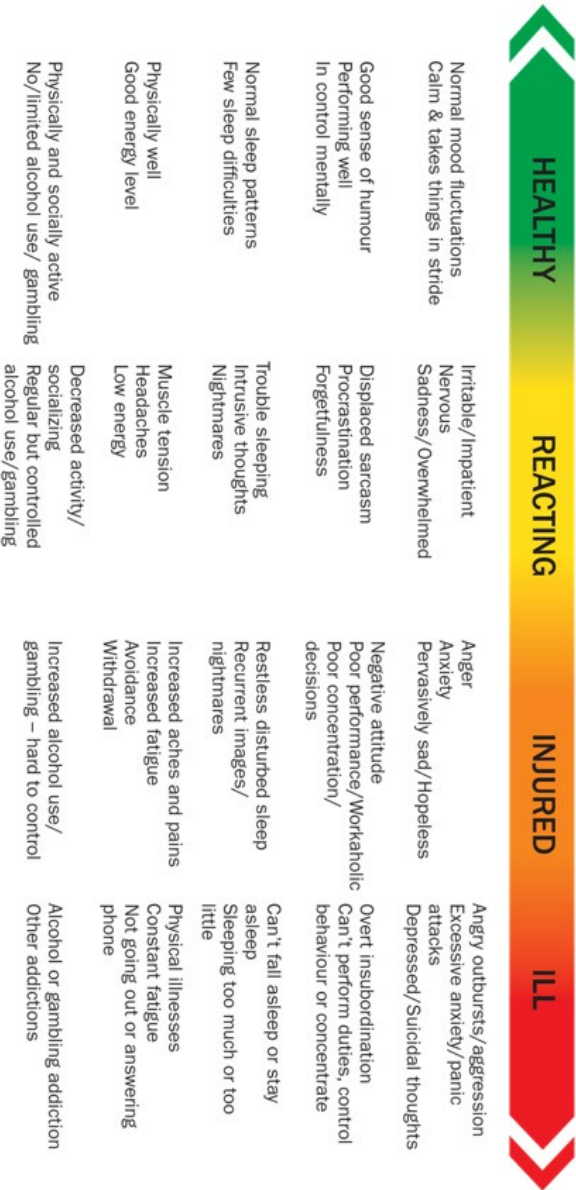 HEALTHY
REACTING
INJURED
ILL
Normal mood fluctuations
Calm & takes things in stride
Irritable/Impatient
Nervous
Sadness/Overwhelmed
Anger
Anxiety
Pervasively sad/Hopeless
Angry outbursts/aggression
Excessive anxiety/panic
attacks
Depressed/Suicidal thoughts
Good sense of humour
Performing well
In control mentally
Displaced sarcasm
Procrastination
Forgetfulness
Negative attitude
Poor performance/Workaholic
Poor concentration/
decisions
Overt insubordination
Can't perform duties, control
behaviour or concentrate
Normal sleep patterns
Few sleep difficulties
Trouble sleeping
Intrusive thoughts
Nightmares
Restless disturbed sleep
Recurrent images/
nightmares
Can't fall asleep or stay
asleep
Sleeping too much or too
little
Physically well
Good energy level
Muscle tension
Headaches
Low energy
Increased aches and pains
Increased fatigue
Avoidance
Withdrawal
Physical illnesses
Constant fatigue
Not going out or answering
phone
Physically and socially active
No/limited alcohol use/ gambling
Decreased activity/
socializing
Regular but controlled
alcohol use/gambling
Increased alcohol use/
gambling – hard to control
Alcohol or gambling addiction
Other addictions